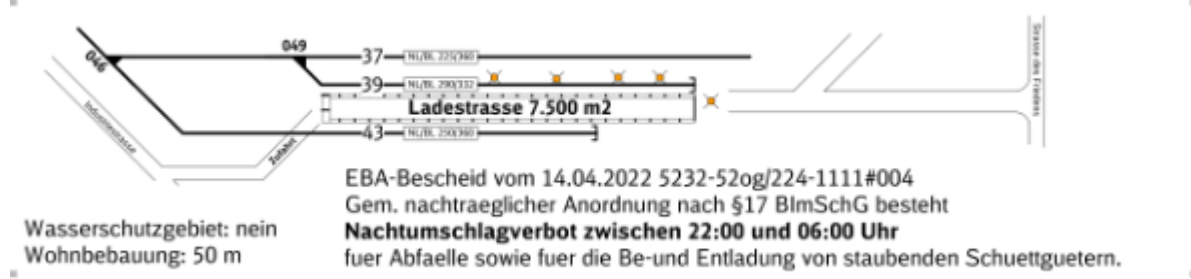 046
049
37
NL/BL 225/360
39
NL/BL 290/332
Ladestrasse 7.500 m2
43
NL/BL 250/360
Industriestrasse
Zufahrt
Strasse des Friedens
EBA-Bescheid vom 14.04.2022 5232-52og/224-1111#004
Gem. nachtraeglicher Anordnung nach §17 BImSchG besteht
Nachtumschlagverbot zwischen 22:00 und 06:00 Uhr
fuer Abfaelle sowie fuer die Be-und Entladung von staubenden Schuettguetern.
Wasserschutzgebiet: nein
Wohnbebauung: 50 m